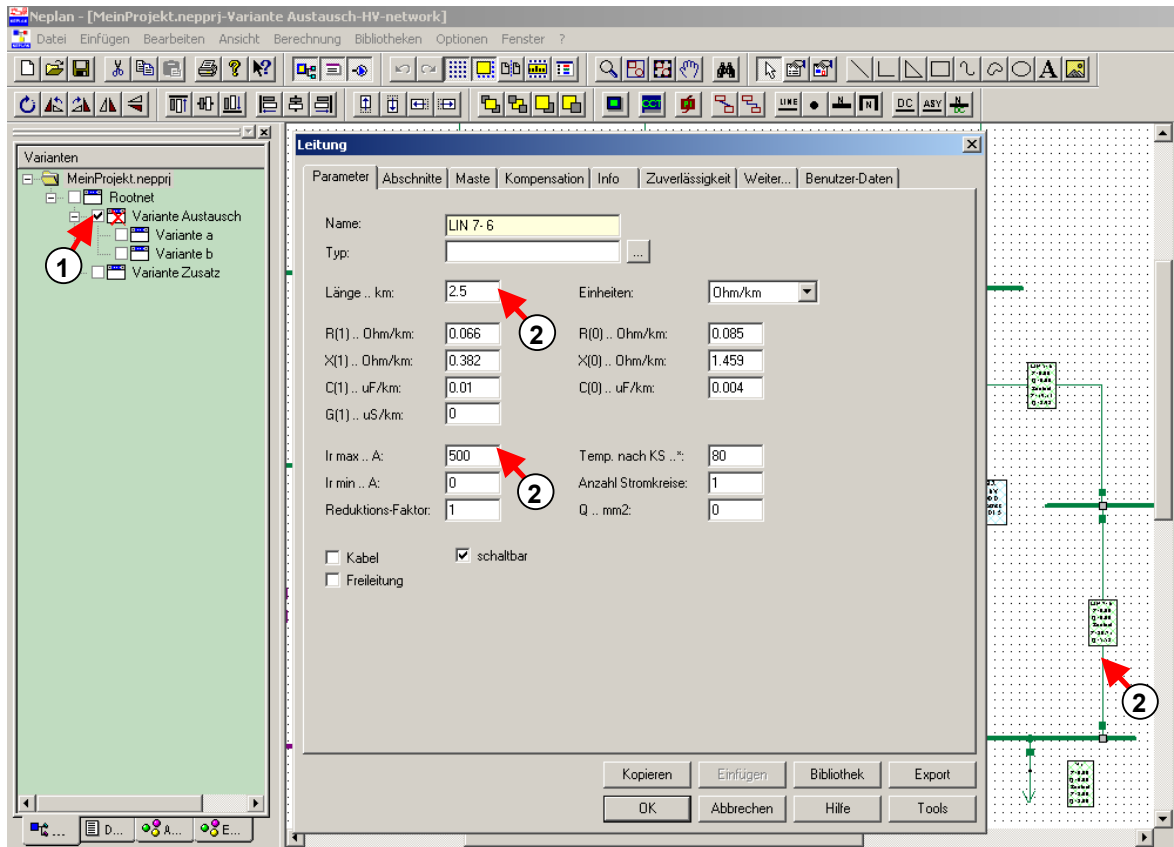 Neplan - [MeinProjekt.nepprj-Variante Austausch-HV-network]
Datei Einfügen Bearbeiten Ansicht Berechnung Bibliotheken Optionen Fenster ?
CCT LINE N N DC ASY N DC
Varianten
MeinProjekt.nepprj
Rootnet
Variante Austausch
Variante a
Variante b
Variante Zusatz
1
D... A... E...
Leitung
Parameter Abschnitte Maste Kompensation Info Zuverlässigkeit Weiter... Benutzer-Daten
Name: LIN 7- 6
Typ: ...
Länge .. km: 2.5 Einheiten: Ohm/km
2
R(1) .. Ohm/km: 0.066 R(0) .. Ohm/km: 0.085
X(1) .. Ohm/km: 0.382 X(0) .. Ohm/km: 1.459
C(1) .. uF/km: 0.01 C(0) .. uF/km: 0.004
G(1) .. uS/km: 0
Ir max .. A: 500 Temp. nach KS ..*: 80
2
Ir min .. A: 0 Anzahl Stromkreise: 1
Reduktions-Faktor: 1 Q .. mm2: 0
Kabel schaltbar
Freileitung
Kopieren Einfügen Bibliothek Export
OK Abbrechen Hilfe Tools
2